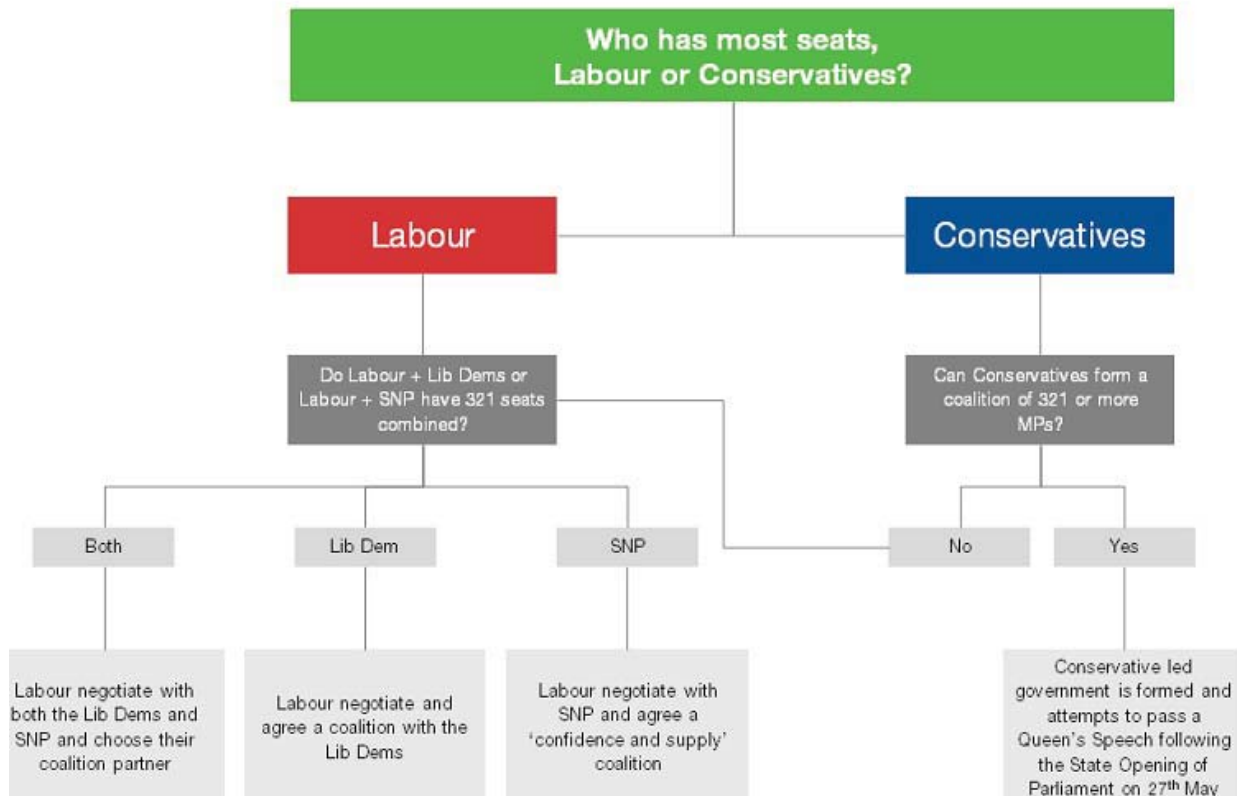 Who has most seats,
Labour or Conservatives?
Labour
Conservatives
Do Labour + Lib Dems or
Labour + SNP have 321 seats
combined?
Can Conservatives form a
coalition of 321 or more
MPs?
Both
Lib Dem
SNP
No
Yes
Labour negotiate with
both the Lib Dems and
SNP and choose their
coalition partner
Labour negotiate and
agree a coalition with the
Lib Dems
Labour negotiate with
SNP and agree a
‘confidence and supply’
coalition
Conservative led
government is formed and
attempts to pass a
Queen's Speech following
the State Opening of
Parliament on 27th May